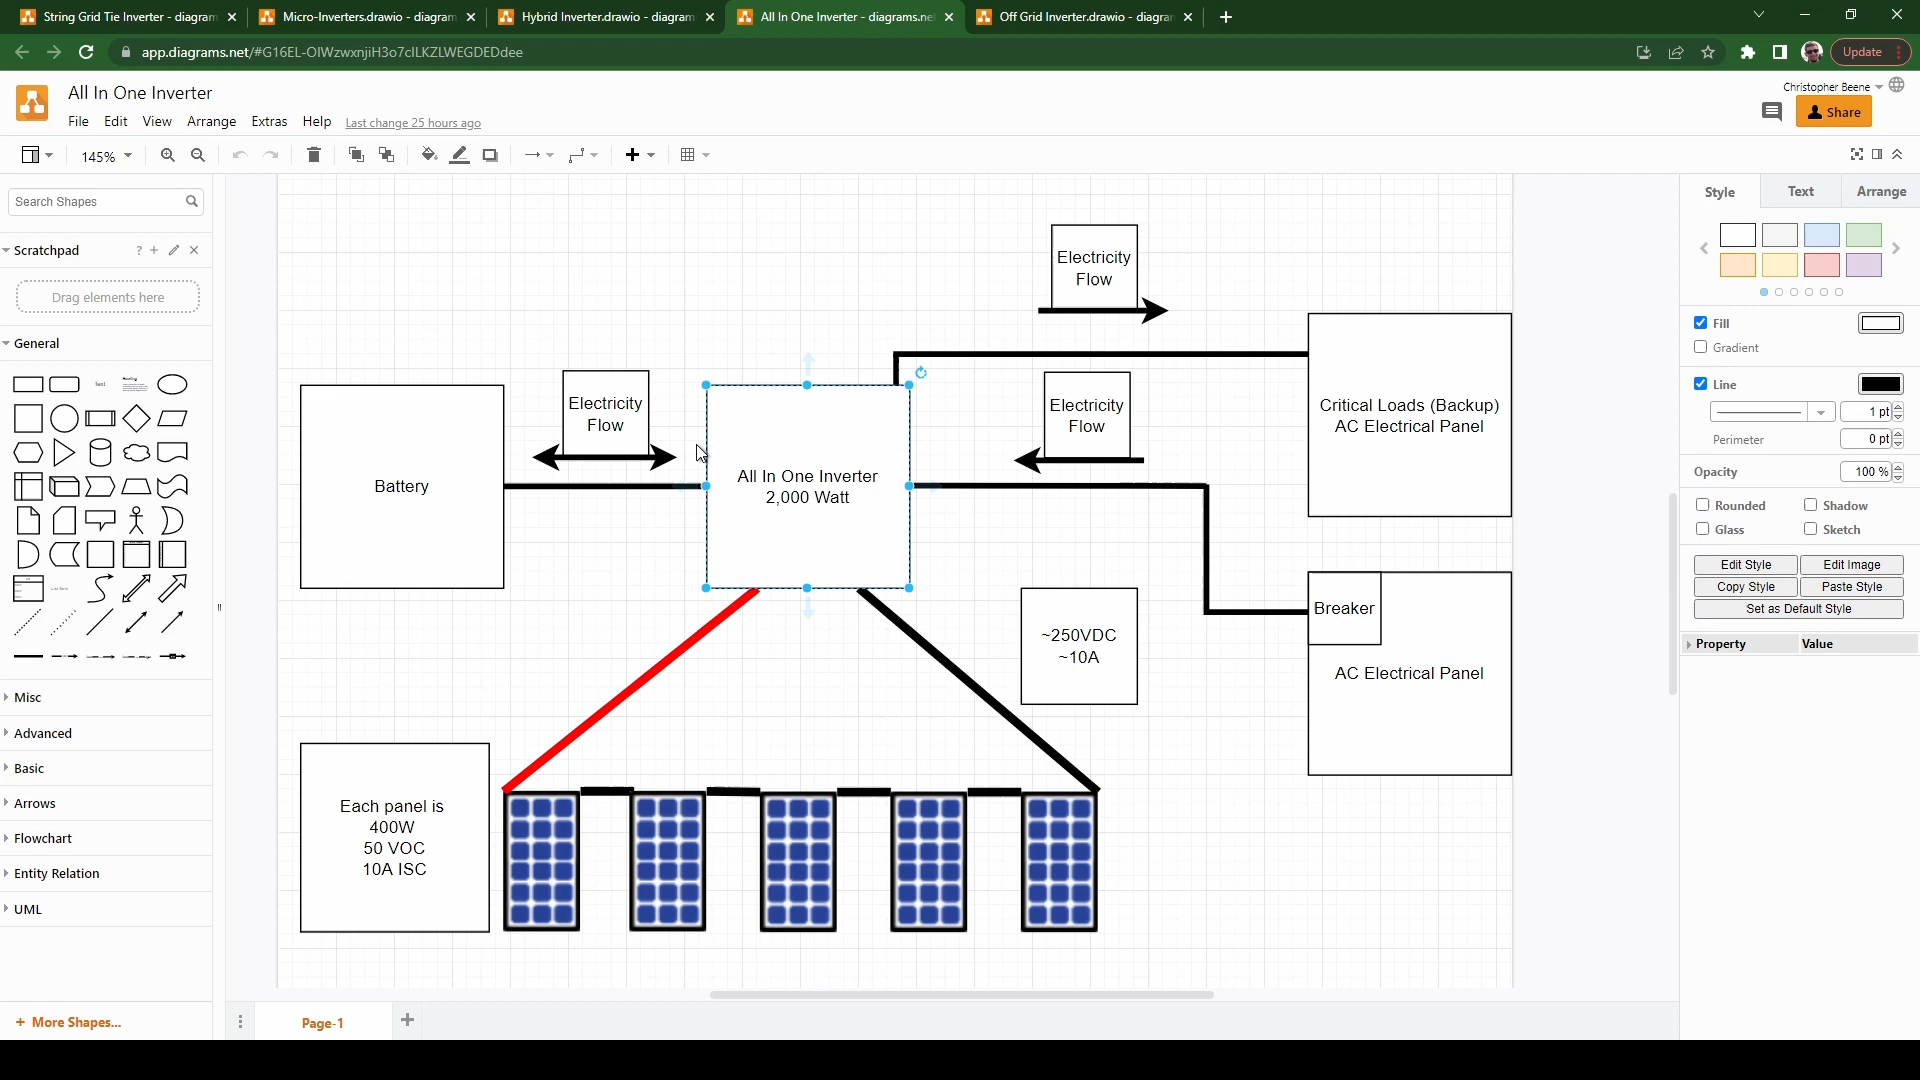 String Grid Tie Inverter - diagram
Micro-Inverters.drawio - diagram
Hybrid Inverter.drawio - diagram
All In One Inverter - diagrams.ne
Off Grid Inverter.drawio - diagra
app.diagrams.net/#G16EL-OIWzwxnjiH3o7cILKZLWEGDEDdee
Update
All In One Inverter
Christopher Beene
File Edit View Arrange Extras Help Last change 25 hours ago
Share
145%
Search Shapes
Scratchpad
?
Drag elements here
General
Text
Heading
Misc
Advanced
Basic
Arrows
Flowchart
Entity Relation
UML
+ More Shapes...
Electricity
Flow
Electricity
Flow
Electricity
Flow
Critical Loads (Backup)
AC Electrical Panel
Battery
All In One Inverter
2,000 Watt
~250VDC
~10A
Breaker
AC Electrical Panel
Each panel is
400W
50 VOC
10A ISC
Page-1
Style Text Arrange
Fill
Gradient
Line
1 pt
Perimeter
0 pt
Opacity
100 %
Rounded Shadow
Glass Sketch
Edit Style Edit Image
Copy Style Paste Style
Set as Default Style
Property Value